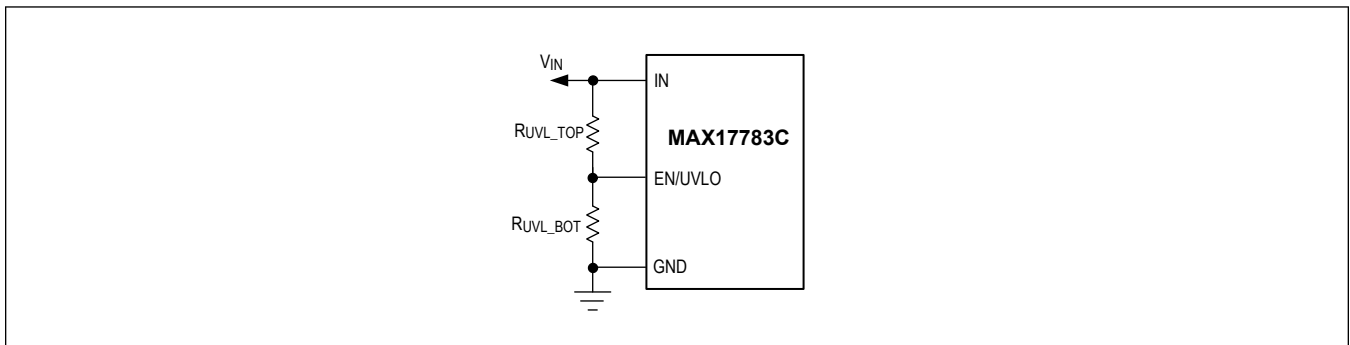 VIN
IN
RUVL_TOP
MAX17783C
EN/UVLO
RUVL_BOT
GND